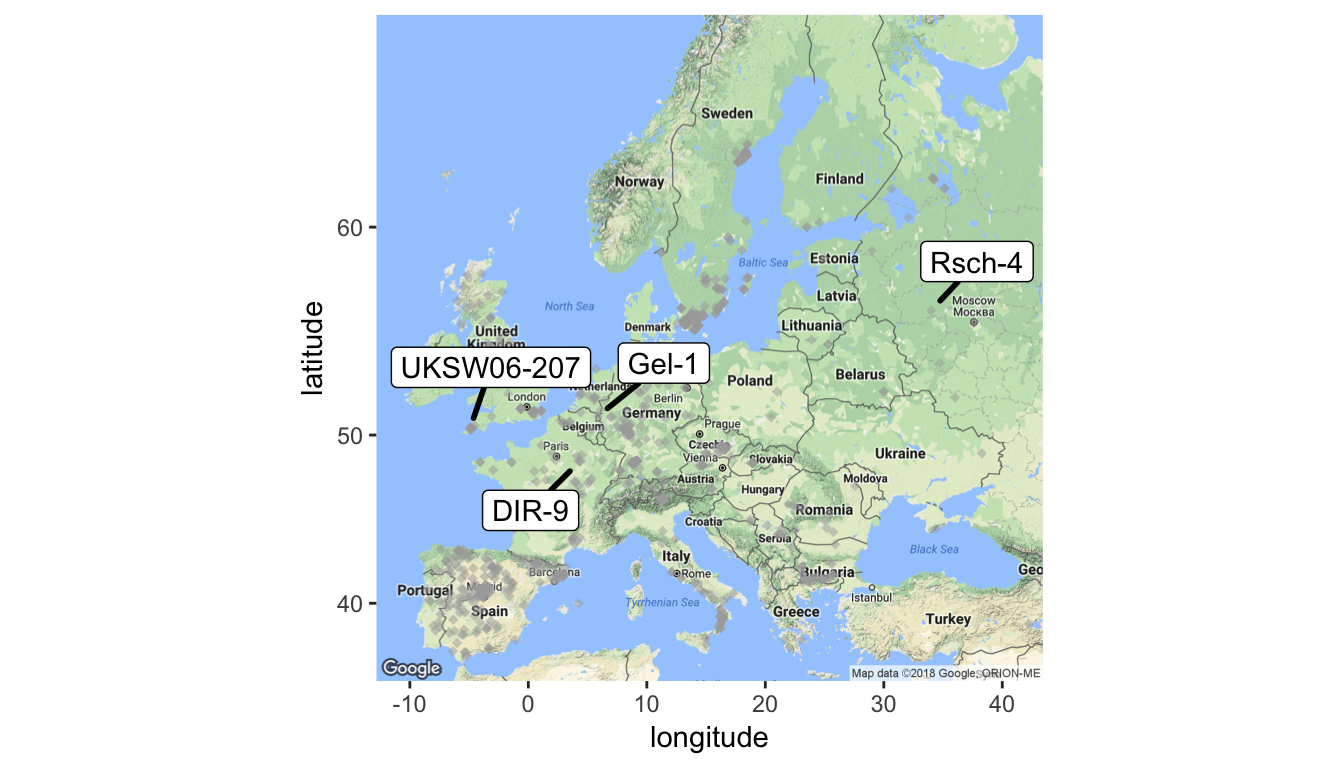 Sweden
Finland
Norway
60
Rsch-4
Baltic Sea
Estonia
Latvia
Moscow
Москва
North Sea
United
Kingdom
Denmark
Lithuania
latitude
UKSW06-207
Gel-1
Netherlands
Berlin
Poland
Belarus
London
Germany
50
Belgium
Prague
Paris
Czechia
Vienna
Slovakia
Ukraine
Austria
Hungary
Moldova
DIR-9
Romania
Croatia
Serbia
Black Sea
Italy
Barcelona
Rome
Bulgaria
Geo
Portugal
Madrid
Istanbul
40
Spain
Tyrrhenian Sea
Greece
Turkey
Google
Map data ©2018 Google, ORION-ME
-10 0 10 20 30 40
longitude